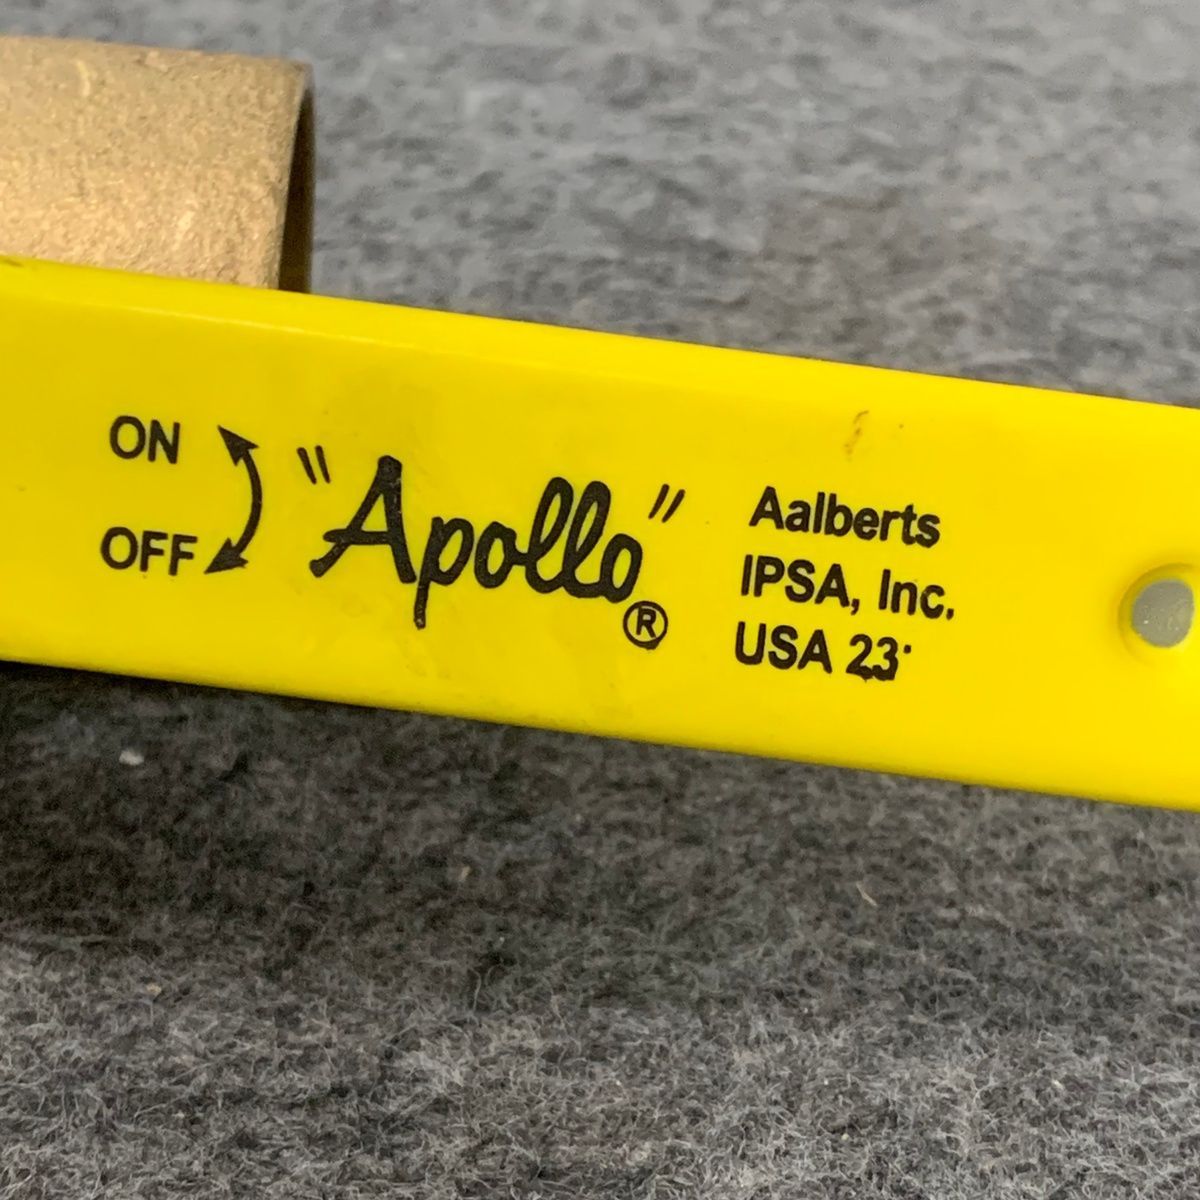 ON
OFF
"Apollo"®
Aalberts
IPSA, Inc.
USA 23·